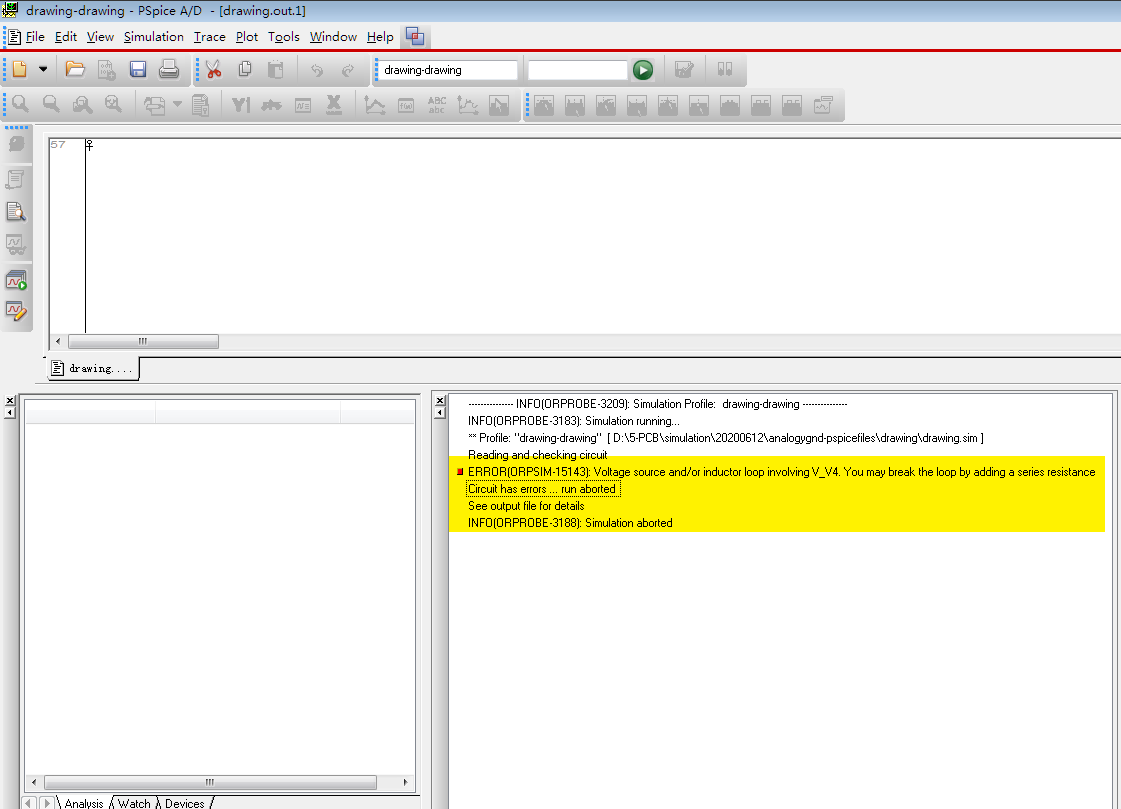 drawing-drawing - PSpice A/D - [drawing.out.1]
File Edit View Simulation Trace Plot Tools Window Help
drawing-drawing
ABC
abc
57
drawing....
--------------- INFO(ORPROBE-3209): Simulation Profile: drawing-drawing ---------------
INFO(ORPROBE-3183): Simulation running...
** Profile: "drawing-drawing" [ D:\5-PCB\simulation\20200612\analogygnd-pspicefiles\drawing\drawing.sim ]
Reading and checking circuit
ERROR(ORPSIM-15143): Voltage source and/or inductor loop involving V_V4. You may break the loop by adding a series resistance
Circuit has errors ... run aborted
See output file for details
INFO(ORPROBE-3188): Simulation aborted
Analysis Watch Devices